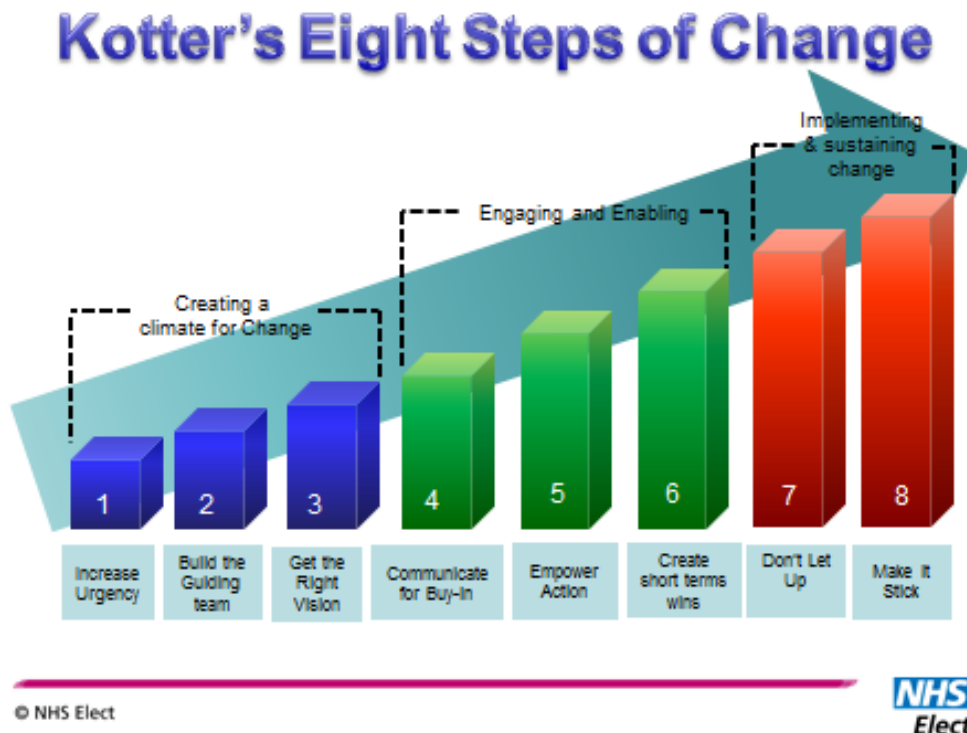 Kotter's Eight Steps of Change
Implementing
& sustaining
change
Engaging and Enabling
Creating a
climate for Change
1
2
3
4
5
6
7
8
Increase
Urgency
Build the
Guiding
team
Get the
Right
Vision
Communicate
for Buy-in
Empower
Action
Create
short terms
wins
Don't Let
Up
Make It
Stick
© NHS Elect
NHS
Elect